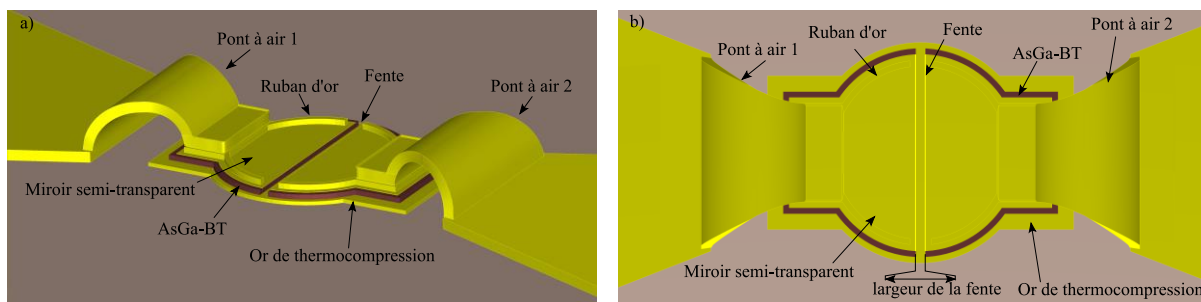 a)
Pont à air 1
Ruban d'or
Fente
Pont à air 2
Miroir semi-transparent
AsGa-BT
Or de thermocompression
b)
Pont à air 1
Ruban d'or
Fente
Pont à air 2
AsGa-BT
Miroir semi-transparent
largeur de la fente
Or de thermocompression